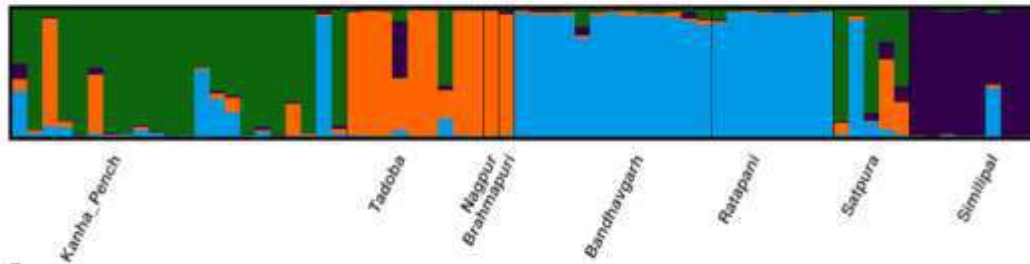 Kanha_Pench
Tadoba
Nagpur
Brahmapuri
Bandhavgarh
Ratapani
Satpura
Similipal